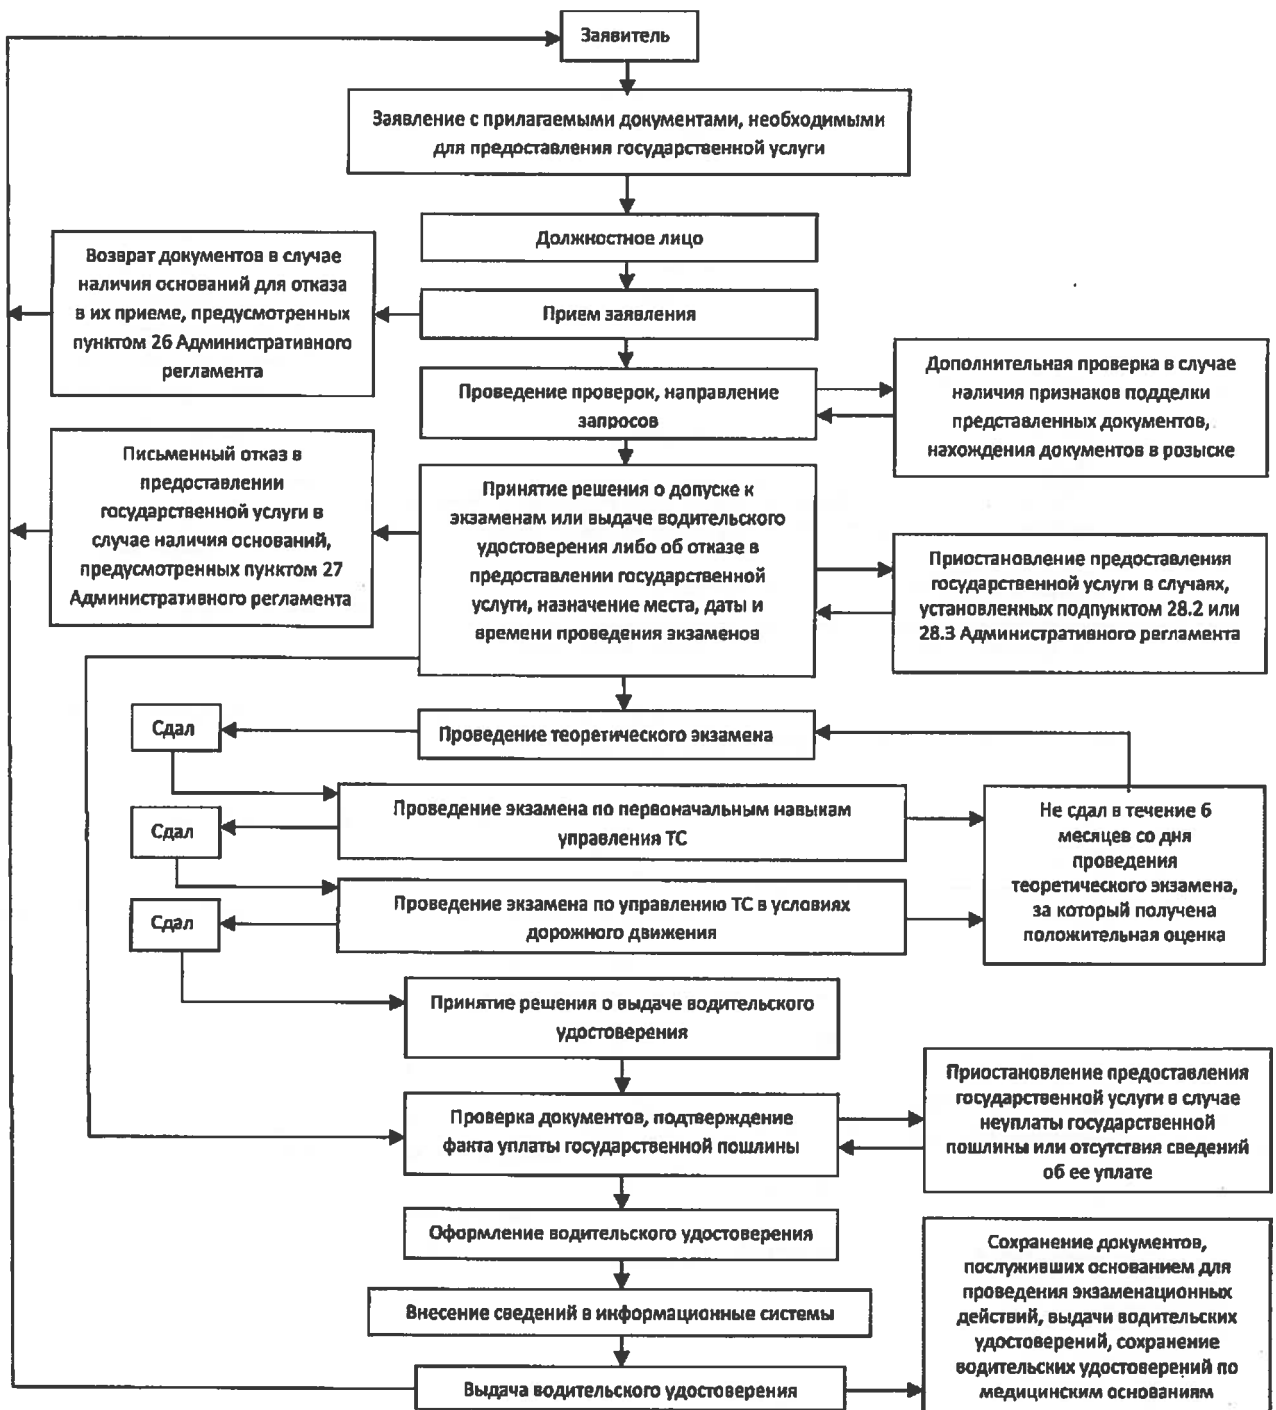 Заявитель
Заявление с прилагаемыми документами, необходимыми
для предоставления государственной услуги
Должностное лицо
Возврат документов в случае
наличия оснований для отказа
в их приеме, предусмотренных
пунктом 26 Административного
регламента
Прием заявления
Проведение проверок, направление
запросов
Дополнительная проверка в случае
наличия признаков подделки
представленных документов,
нахождения документов в розыске
Письменный отказ в
предоставлении
государственной услуги в
случае наличия оснований,
предусмотренных пунктом 27
Административного регламента
Принятие решения о допуске к
экзаменам или выдаче водительского
удостоверения либо об отказе в
предоставлении государственной
услуги, назначение места, даты и
времени проведения экзаменов
Приостановление предоставления
государственной услуги в случаях,
установленных подпунктом 28.2 или
28.3 Административного регламента
Сдал
Проведение теоретического экзамена
Проведение экзамена по первоначальным навыкам
управления ТС
Сдал
Не сдал в течение 6
месяцев со дня
проведения
теоретического экзамена,
за который получена
положительная оценка
Проведение экзамена по управлению ТС в условиях
дорожного движения
Сдал
Принятие решения о выдаче водительского
удостоверения
Проверка документов, подтверждение
факта уплаты государственной пошлины
Приостановление предоставления
государственной услуги в случае
неуплаты государственной
пошлины или отсутствия сведений
об ее уплате
Оформление водительского удостоверения
Внесение сведений в информационные системы
Выдача водительского удостоверения
Сохранение документов,
послуживших основанием для
проведения экзаменационных
действий, выдачи водительских
удостоверений, сохранение
водительских удостоверений по
медицинским основаниям